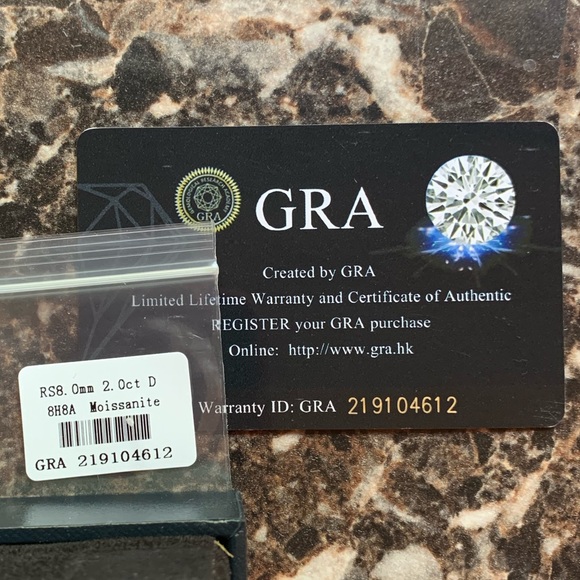 GRA
GRA
Created by GRA
Limited Lifetime Warranty and Certificate of Authentic
REGISTER your GRA purchase
Online: http://www.gra.hk
Warranty ID: GRA 219104612
RS8.0mm 2.0ct D
8H8A Moissanite
GRA 219104612